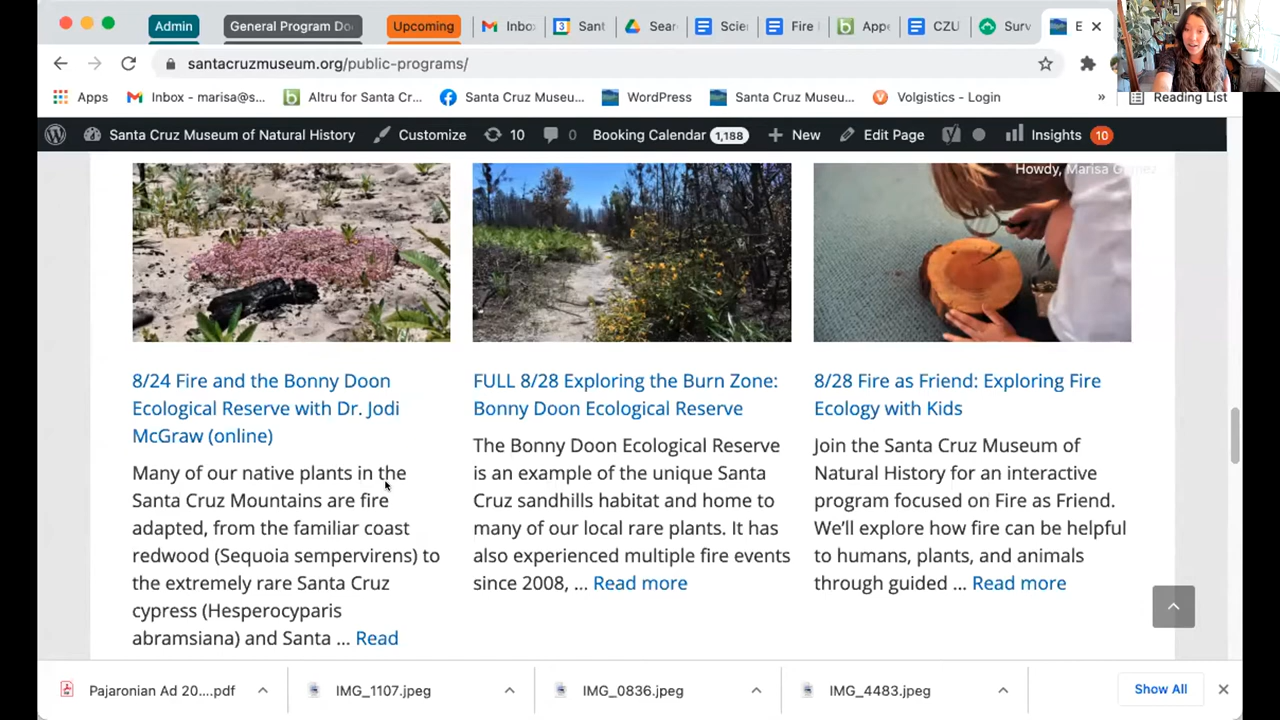 Admin
General Program Do
Upcoming
Inbo
Sant
Sear
Scie
Fire
Appe
CZU
Surv
E
santacruzmuseum.org/public-programs/
Apps
Inbox - marisa@s...
Altru for Santa Cr...
Santa Cruz Museu...
WordPress
Santa Cruz Museu...
Volgistics - Login
»
Reading List
Santa Cruz Museum of Natural History
Customize
10
0
Booking Calendar 1,188
New
Edit Page
Insights 10
Howdy, Marisa Gomez
8/24 Fire and the Bonny Doon
Ecological Reserve with Dr. Jodi
McGraw (online)
Many of our native plants in the
Santa Cruz Mountains are fire
adapted, from the familiar coast
redwood (Sequoia sempervirens) to
the extremely rare Santa Cruz
cypress (Hesperocyparis
abramsiana) and Santa ... Read
FULL 8/28 Exploring the Burn Zone:
Bonny Doon Ecological Reserve
The Bonny Doon Ecological Reserve
is an example of the unique Santa
Cruz sandhills habitat and home to
many of our local rare plants. It has
also experienced multiple fire events
since 2008, ... Read more
8/28 Fire as Friend: Exploring Fire
Ecology with Kids
Join the Santa Cruz Museum of
Natural History for an interactive
program focused on Fire as Friend.
We'll explore how fire can be helpful
to humans, plants, and animals
through guided ... Read more
Pajaronian Ad 20....pdf
IMG_1107.jpeg
IMG_0836.jpeg
IMG_4483.jpeg
Show All